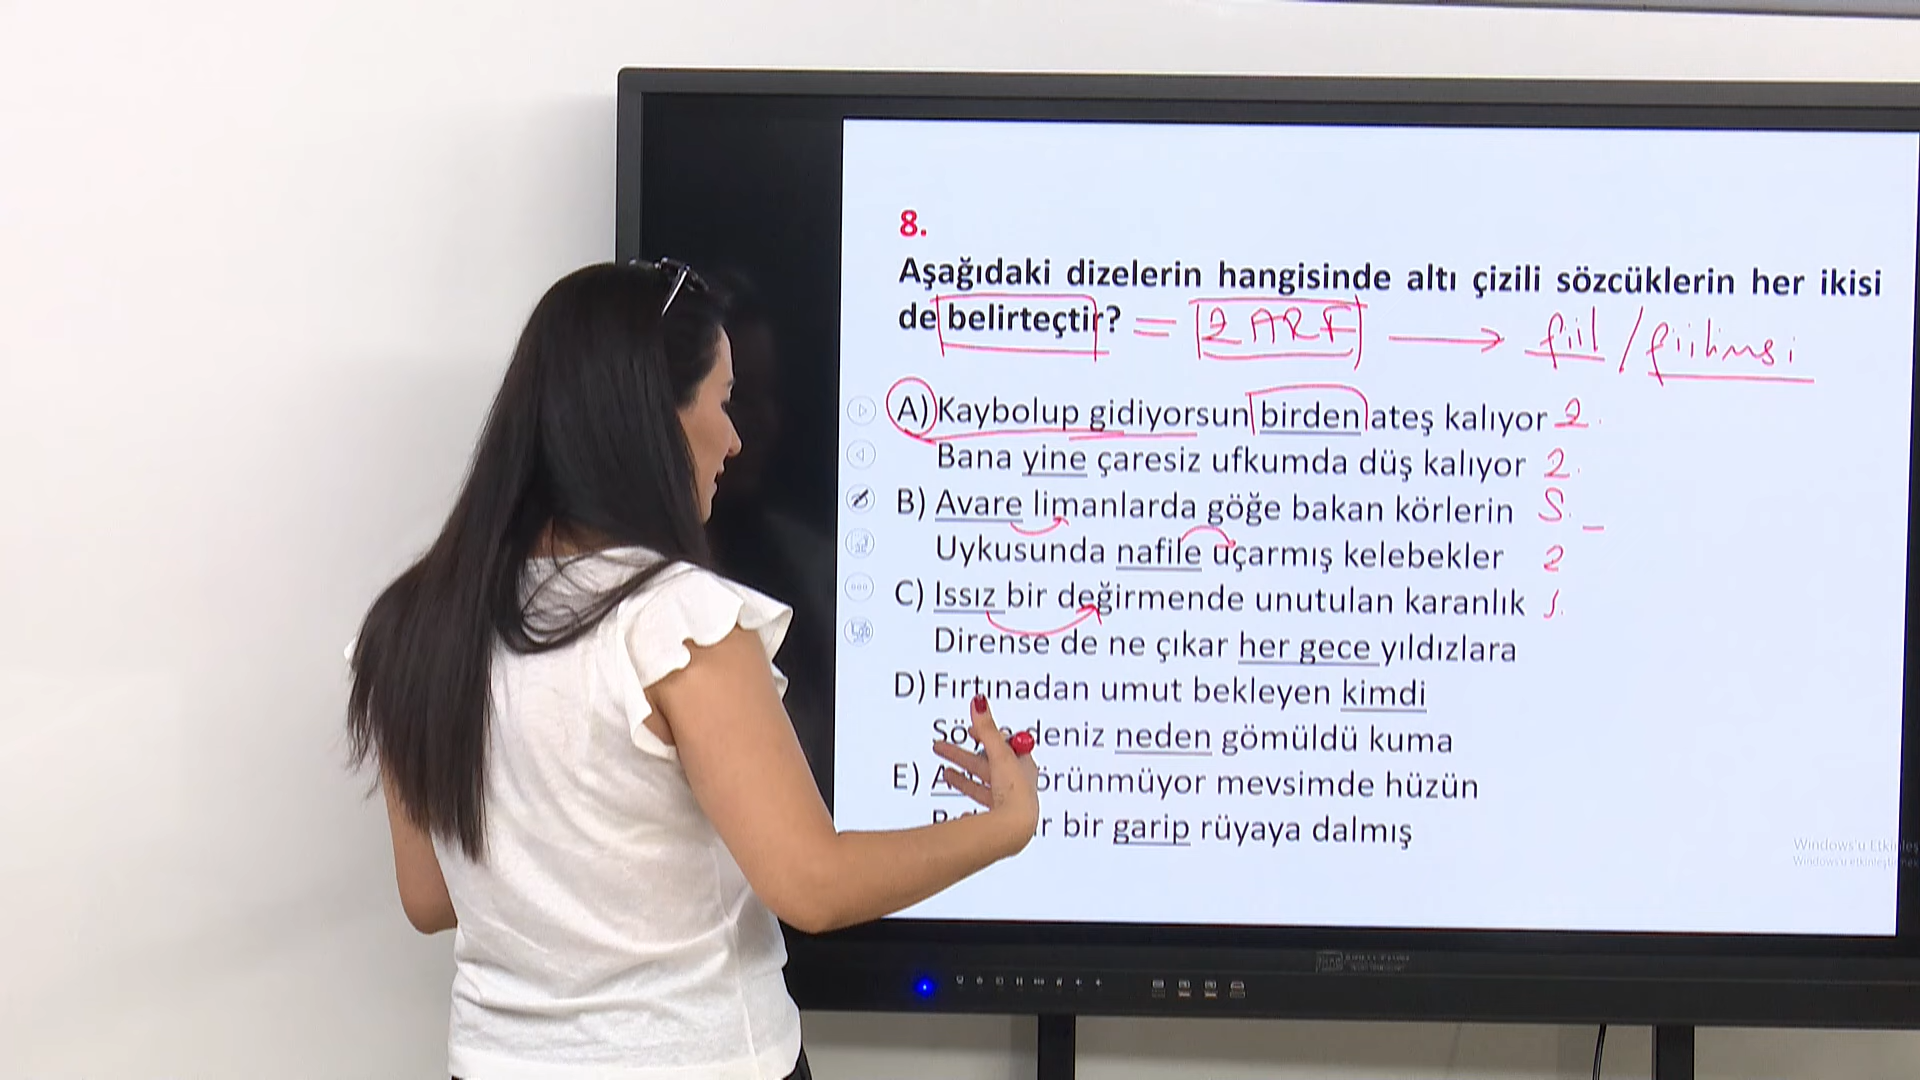 8.
Aşağıdaki dizelerin hangisinde altı çizili sözcüklerin her ikisi
de belirteçtir? = ZARF → fiil / fiilimsi
A) Kaybolup gidiyorsun birden ateş kalıyor 2.
Bana yine çaresiz ufkumda düş kalıyor 2.
B) Avare limanlarda göğe bakan körlerin S.
Uykusunda nafile uçarmış kelebekler 2
C) Issız bir değirmende unutulan karanlık S.
Dirense de ne çıkar her gece yıldızlara
D) Fırtınadan umut bekleyen kimdi
deniz neden gömüldü kuma
E) mevsimde hüzün
bir garip rüyaya dalmış
Windows'u